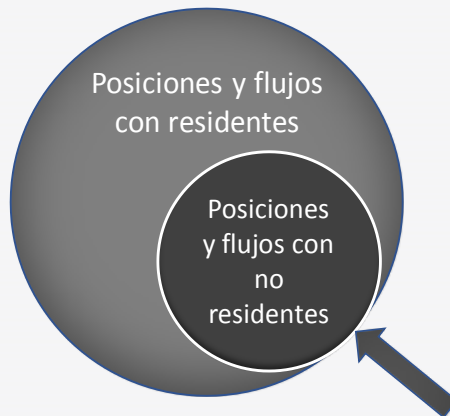 Posiciones y flujos
con residentes
Posiciones
y flujos con
no
residentes